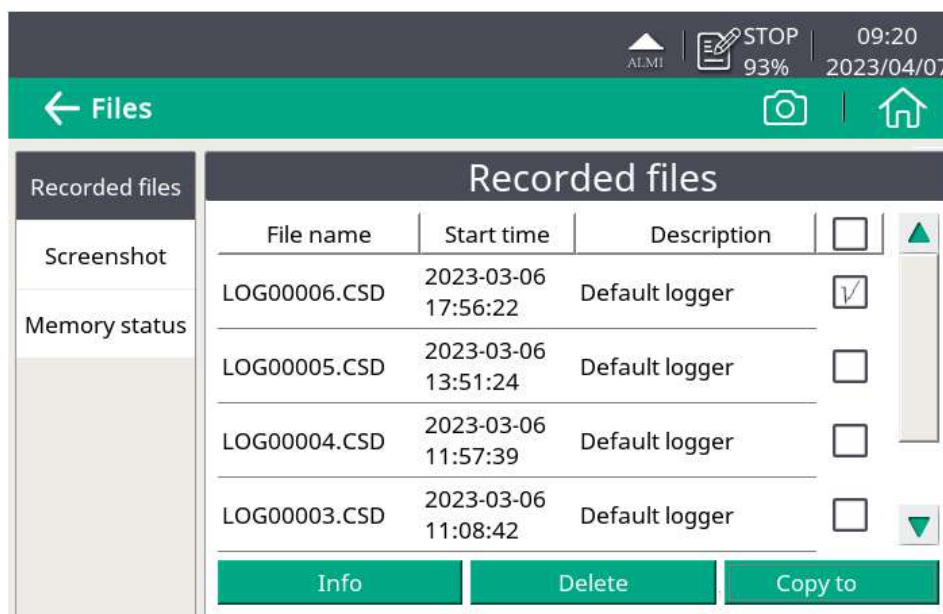 ALMI
STOP
93%
09:20
2023/04/07
Files
Recorded files
Screenshot
Memory status
Recorded files
File name Start time Description
LOG00006.CSD 2023-03-06 17:56:22 Default logger
LOG00005.CSD 2023-03-06 13:51:24 Default logger
LOG00004.CSD 2023-03-06 11:57:39 Default logger
LOG00003.CSD 2023-03-06 11:08:42 Default logger
Info Delete Copy to